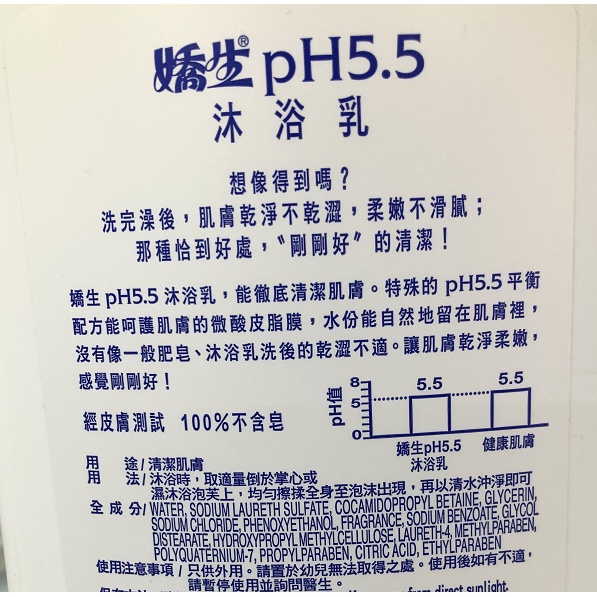 嬌生® pH5.5
沐浴乳
想像得到嗎？
洗完澡後，肌膚乾淨不乾澀，柔嫩不滑膩；
那種恰到好處，〝剛剛好〞的清潔！
嬌生 pH5.5 沐浴乳，能徹底清潔肌膚。特殊的 pH5.5 平衡
配方能呵護肌膚的微酸皮脂膜，水份能自然地留在肌膚裡，
沒有像一般肥皂、沐浴乳洗後的乾澀不適。讓肌膚乾淨柔嫩，
感覺剛剛好！
經皮膚測試 100%不含皂
pH值
8
5
0
5.5 5.5
嬌生pH5.5 健康肌膚
沐浴乳
用 途/清潔肌膚
用 法/沐浴時，取適量倒於掌心或
濕沐浴泡芙上，均勻擦揉全身至泡沫出現，再以清水沖淨即可
全成分/WATER, SODIUM LAURETH SULFATE, COCAMIDOPROPYL BETAINE, GLYCERIN,
SODIUM CHLORIDE, PHENOXYETHANOL, FRAGRANCE, SODIUM BENZOATE, GLYCOL
DISTEARATE, HYDROXYPROPYL METHYLCELLULOSE, LAURETH-4, METHYLPARABEN,
POLYQUATERNIUM-7, PROPYLPARABEN, CITRIC ACID, ETHYLPARABEN
使用注意事項/只供外用。請置於幼兒無法取得之處。使用後如有不適，
請暫停使用並詢問醫生。
from direct sunlight.